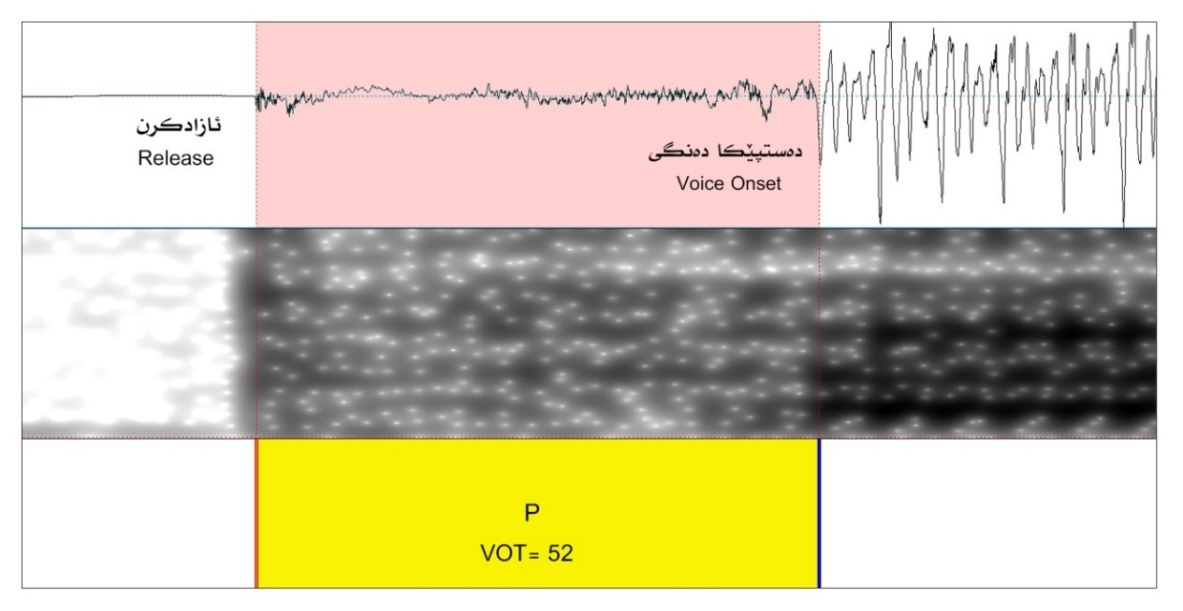 ئازادکرن
Release
دەستپێکا دەنگی
Voice Onset
P
VOT= 52